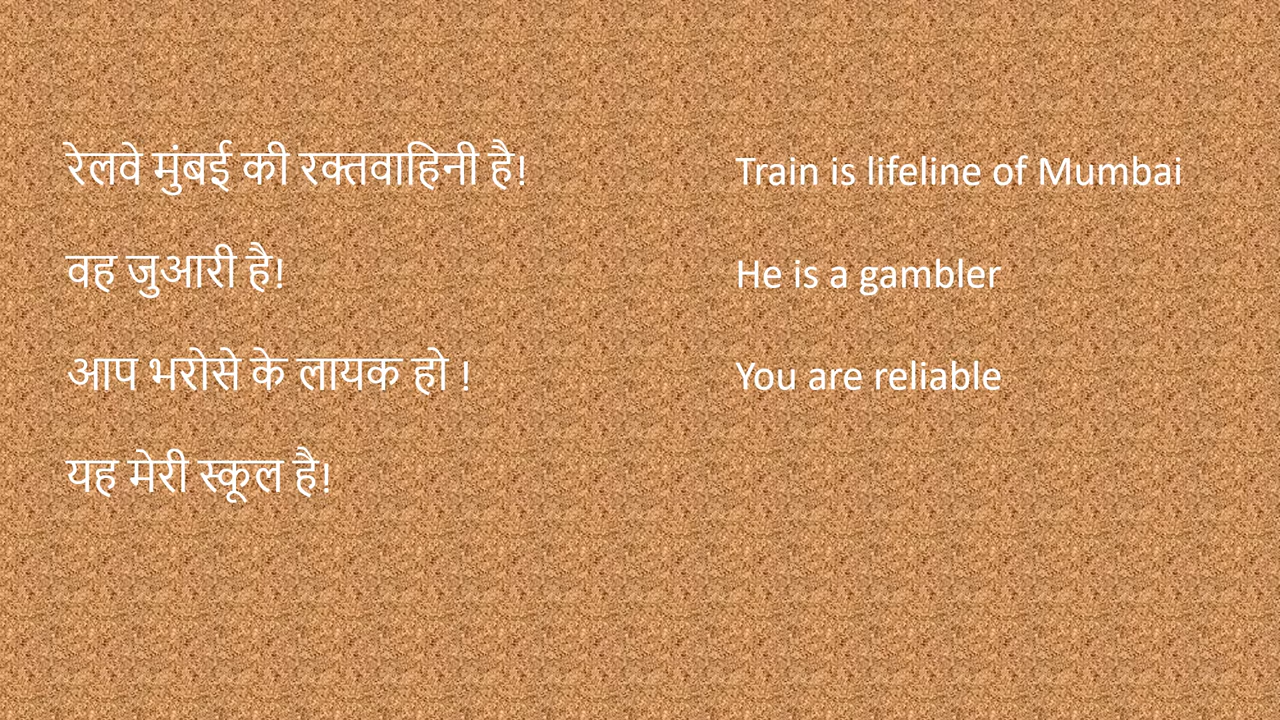 रेलवे मुंबई की रक्तवाहिनी है!
Train is lifeline of Mumbai
वह जुआरी है!
He is a gambler
आप भरोसे के लायक हो !
You are reliable
यह मेरी स्कूल है!